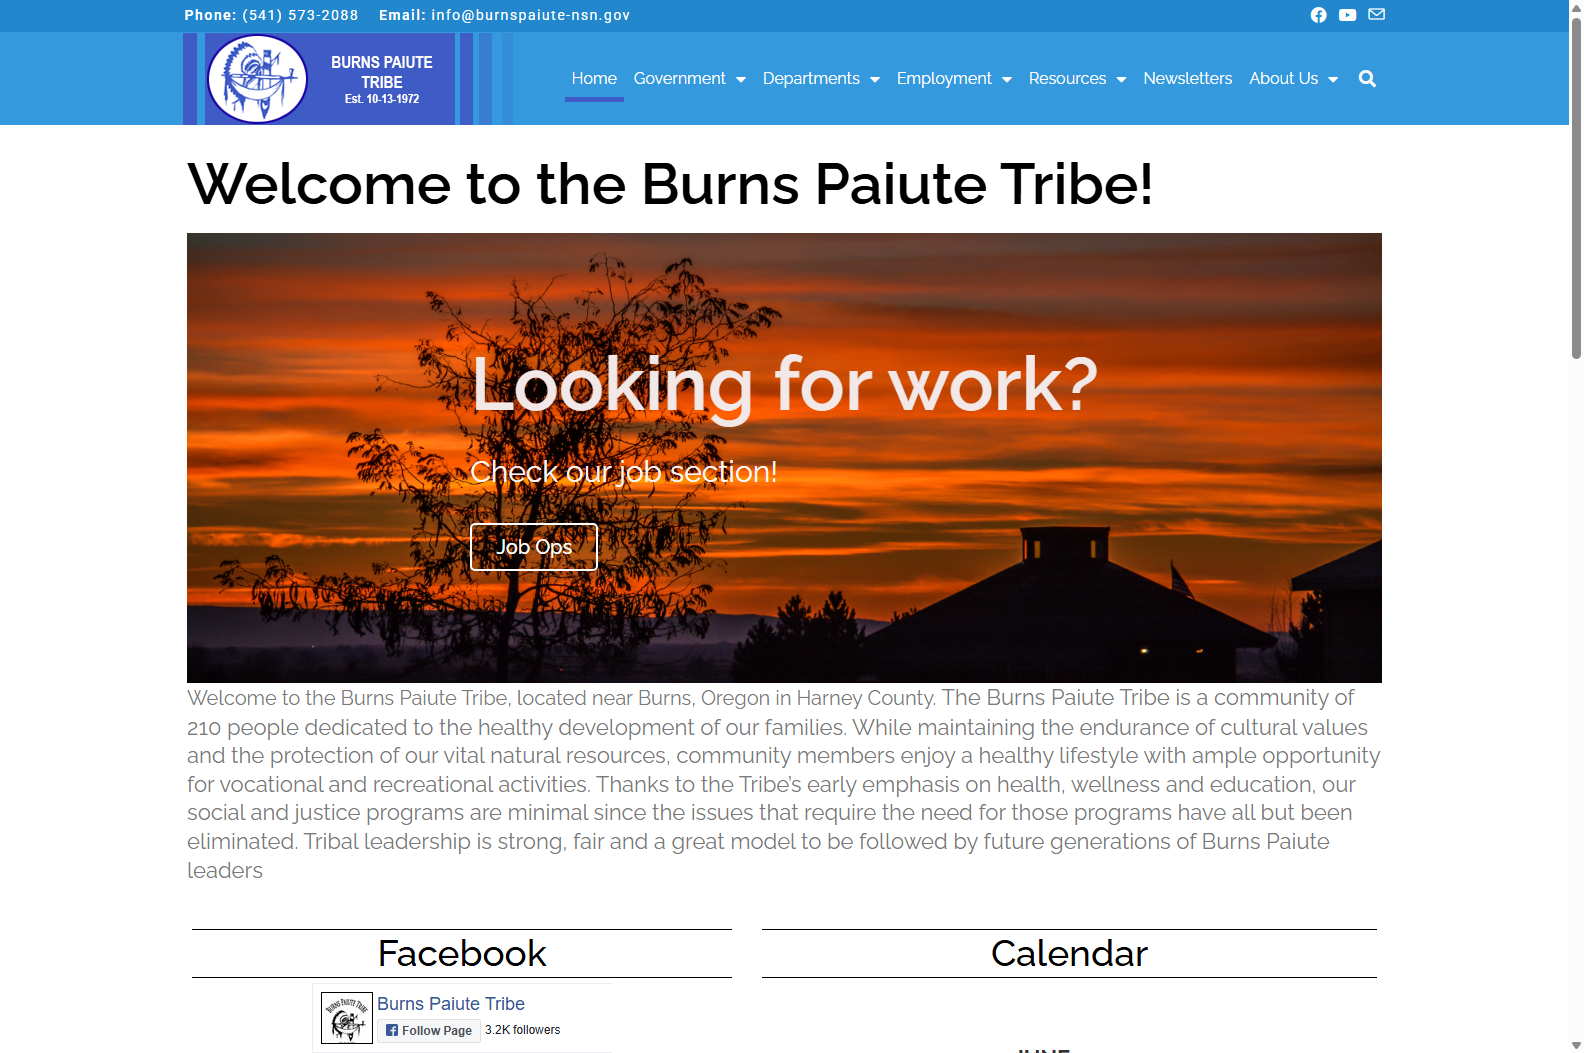 Phone: (541) 573-2088 Email: info@burnspaiute-nsn.gov
BURNS PAIUTE
TRIBE
Est. 10-13-1972
Home Government Departments Employment Resources Newsletters About Us
Welcome to the Burns Paiute Tribe!
Looking for work?
Check our job section!
Job Ops
Welcome to the Burns Paiute Tribe, located near Burns, Oregon in Harney County. The Burns Paiute Tribe is a community of
210 people dedicated to the healthy development of our families. While maintaining the endurance of cultural values
and the protection of our vital natural resources, community members enjoy a healthy lifestyle with ample opportunity
for vocational and recreational activities. Thanks to the Tribe’s early emphasis on health, wellness and education, our
social and justice programs are minimal since the issues that require the need for those programs have all but been
eliminated. Tribal leadership is strong, fair and a great model to be followed by future generations of Burns Paiute
leaders
Facebook
Calendar
BURNS PAIUTE TRIBE
Burns Paiute Tribe
Follow Page 3.2K followers
JUNE